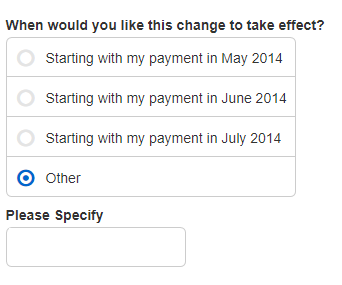 When would you like this change to take effect?
Starting with my payment in May 2014
Starting with my payment in June 2014
Starting with my payment in July 2014
Other
Please Specify